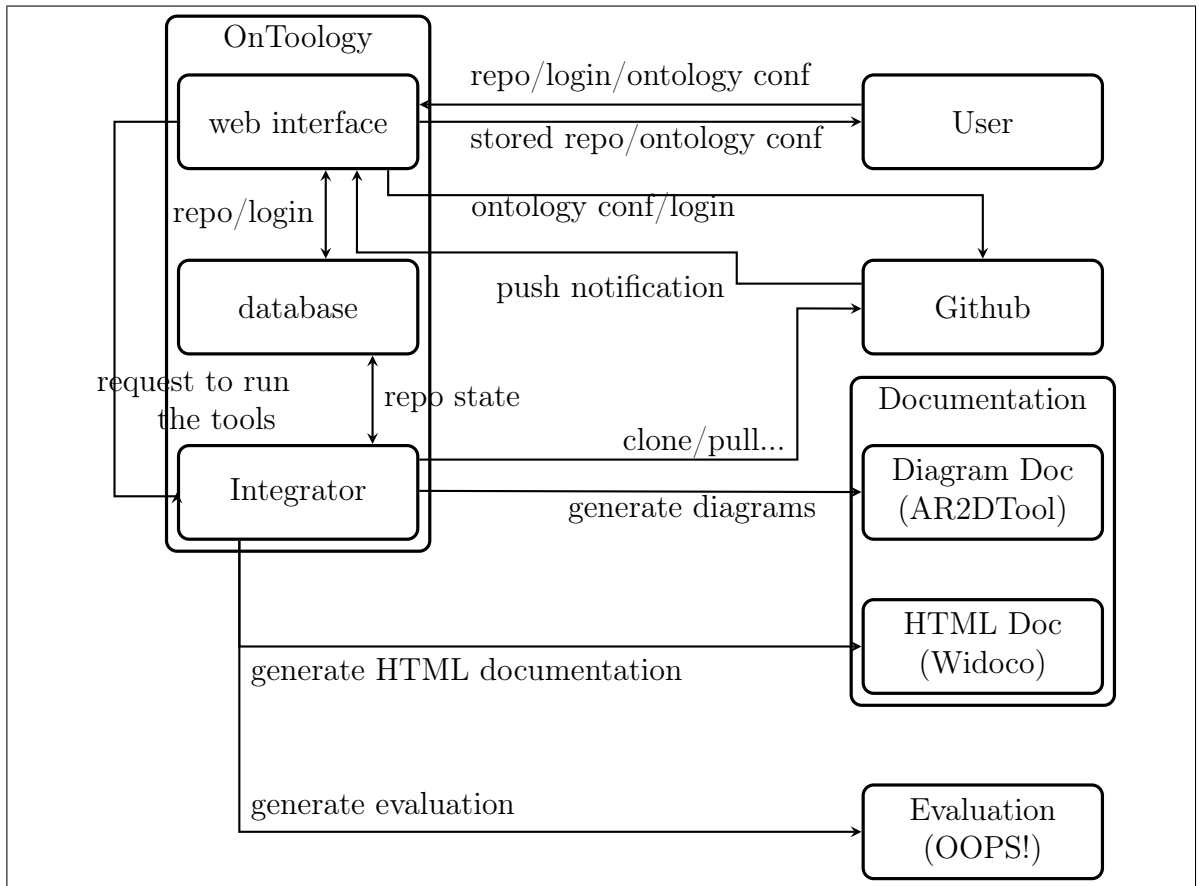 OnToology
repo/login/ontology conf
web interface
User
stored repo/ontology conf
repo/login
ontology conf/login
push notification
database
Github
request to run
the tools
repo state
Documentation
clone/pull...
Integrator
Diagram Doc
(AR2DTool)
generate diagrams
HTML Doc
(Widoco)
generate HTML documentation
generate evaluation
Evaluation
(OOPS!)